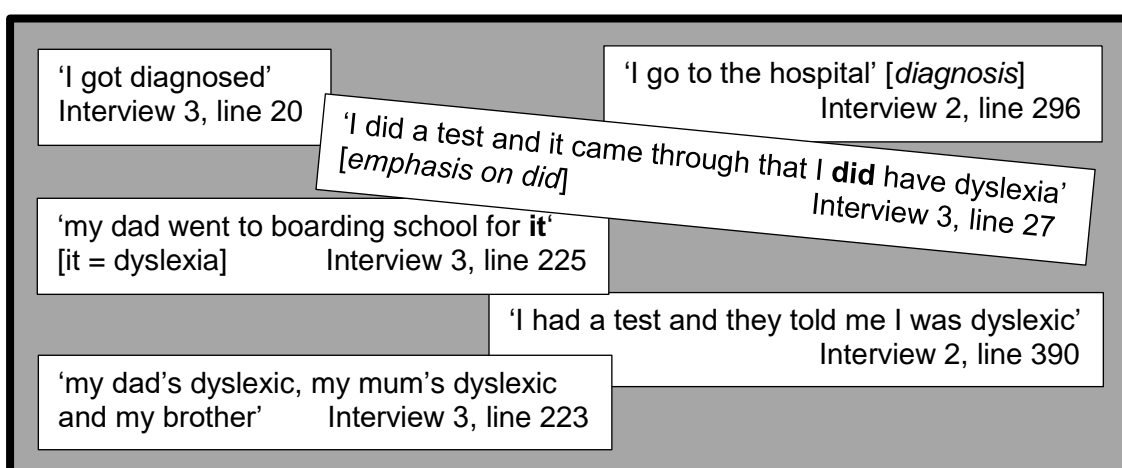 ‘I got diagnosed’
Interview 3, line 20
‘I go to the hospital’ [diagnosis]
Interview 2, line 296
‘I did a test and it came through that I did have dyslexia’
[emphasis on did] Interview 3, line 27
‘my dad went to boarding school for it‘
[it = dyslexia] Interview 3, line 225
‘I had a test and they told me I was dyslexic’
Interview 2, line 390
‘my dad’s dyslexic, my mum’s dyslexic
and my brother’ Interview 3, line 223